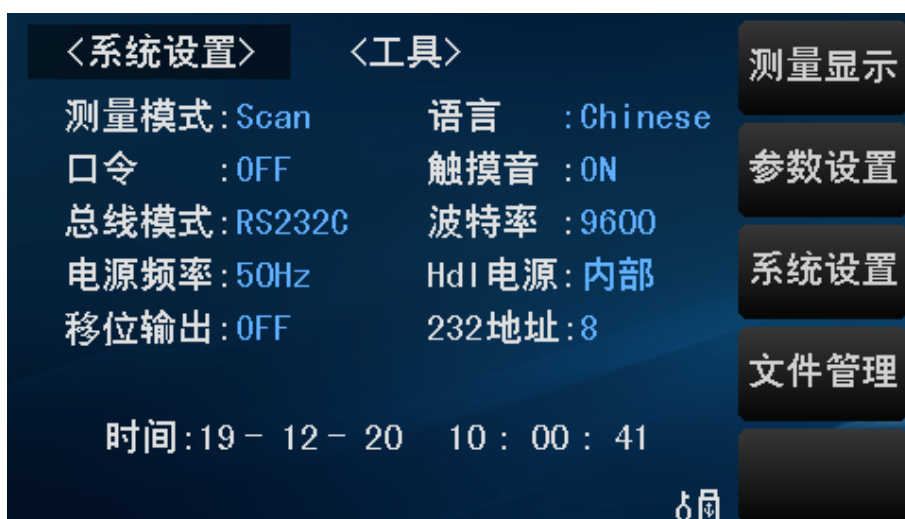 <系统设置> <工具>
测量模式:Scan 语言 :Chinese
口令 :OFF 触摸音 :ON
总线模式:RS232C 波特率 :9600
电源频率:50Hz Hdl电源:内部
移位输出:OFF 232地址:8
时间:19- 12- 20 10: 00: 41
测量显示
参数设置
系统设置
文件管理